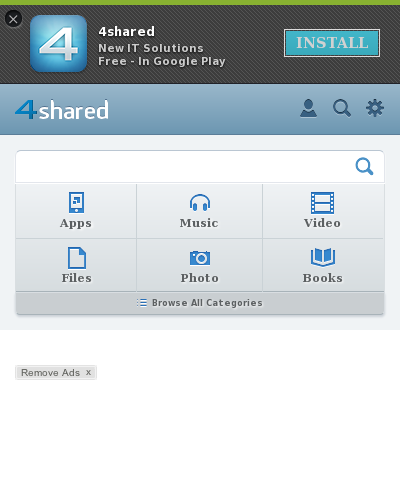 4shared
New IT Solutions
Free - In Google Play
INSTALL
4shared
Apps
Music
Video
Files
Photo
Books
Browse All Categories
Remove Ads x